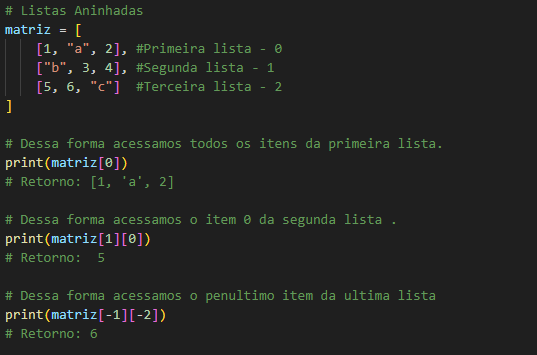 # Listas Aninhadas
matriz = [
    [1, "a", 2], #Primeira lista - 0
    ["b", 3, 4], #Segunda lista - 1
    [5, 6, "c"]  #Terceira lista - 2
]
# Dessa forma acessamos todos os itens da primeira lista.
print(matriz[0])
# Retorno: [1, 'a', 2]
# Dessa forma acessamos o item 0 da segunda lista .
print(matriz[1][0])
# Retorno:  5
# Dessa forma acessamos o penultimo item da ultima lista
print(matriz[-1][-2])
# Retorno: 6